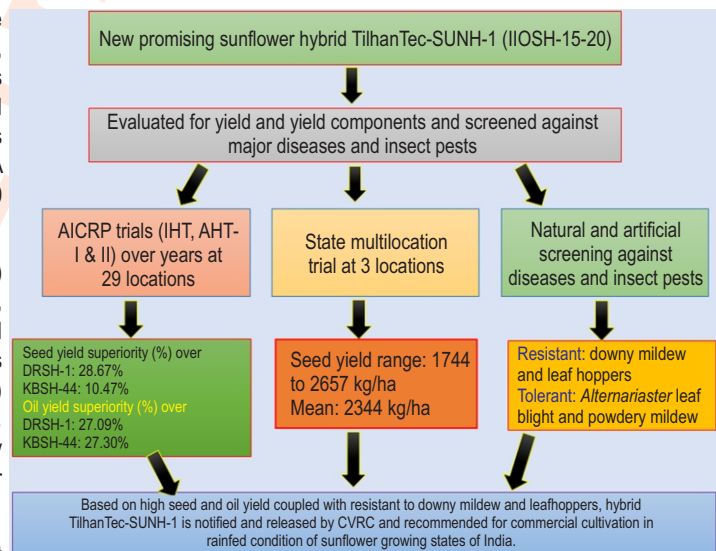 New promising sunflower hybrid TilhanTec-SUNH-1 (IIOSH-15-20)
Evaluated for yield and yield components and screened against
major diseases and insect pests
AICRP trials (IHT, AHT-
I & II) over years at
29 locations
State multilocation
trial at 3 locations
Natural and artificial
screening against
diseases and insect pests
Seed yield superiority (%) over
DRSH-1: 28.67%
KBSH-44: 10.47%
Oil yield superiority (%) over
DRSH-1: 27.09%
KBSH-44: 27.30%
Seed yield range: 1744
to 2657 kg/ha
Mean: 2344 kg/ha
Resistant: downy mildew
and leaf hoppers
Tolerant: Alternariaster leaf
blight and powdery mildew
Based on high seed and oil yield coupled with resistant to downy mildew and leafhoppers, hybrid
TilhanTec-SUNH-1 is notified and released by CVRC and recommended for commercial cultivation in
rainfed condition of sunflower growing states of India.